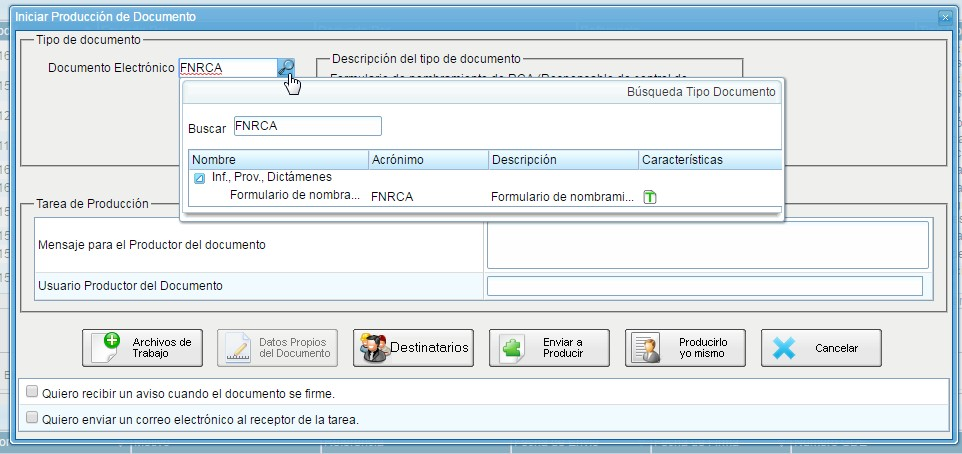 Iniciar Producción de Documento
Tipo de documento
Documento Electrónico FNRCA
Descripción del tipo de documento
Formulario de nombramiento de RCA (Responsable de control de
Búsqueda Tipo Documento
Buscar FNRCA
Nombre Acrónimo Descripción Características
Inf., Prov., Dictámenes
Formulario de nombra... FNRCA Formulario de nombrami... T
Tarea de Producción
Mensaje para el Productor del documento
Usuario Productor del Documento
Archivos de Trabajo
Datos Propios del Documento
Destinatarios
Enviar a Producir
Producirlo yo mismo
Cancelar
Quiero recibir un aviso cuando el documento se firme.
Quiero enviar un correo electrónico al receptor de la tarea.